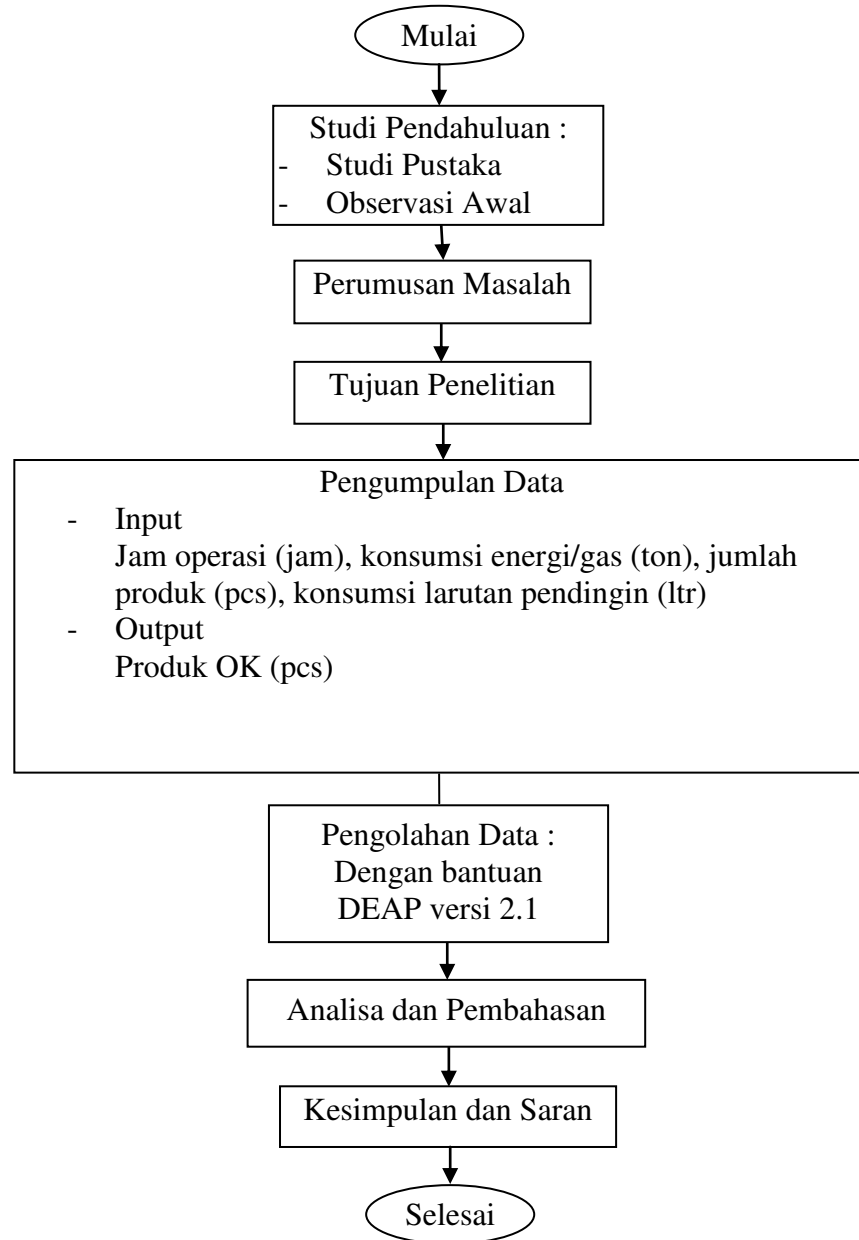 Mulai
Studi Pendahuluan :
- Studi Pustaka
- Observasi Awal
Perumusan Masalah
Tujuan Penelitian
Pengumpulan Data
- Input
Jam operasi (jam), konsumsi energi/gas (ton), jumlah
produk (pcs), konsumsi larutan pendingin (ltr)
- Output
Produk OK (pcs)
Pengolahan Data :
Dengan bantuan
DEAP versi 2.1
Analisa dan Pembahasan
Kesimpulan dan Saran
Selesai